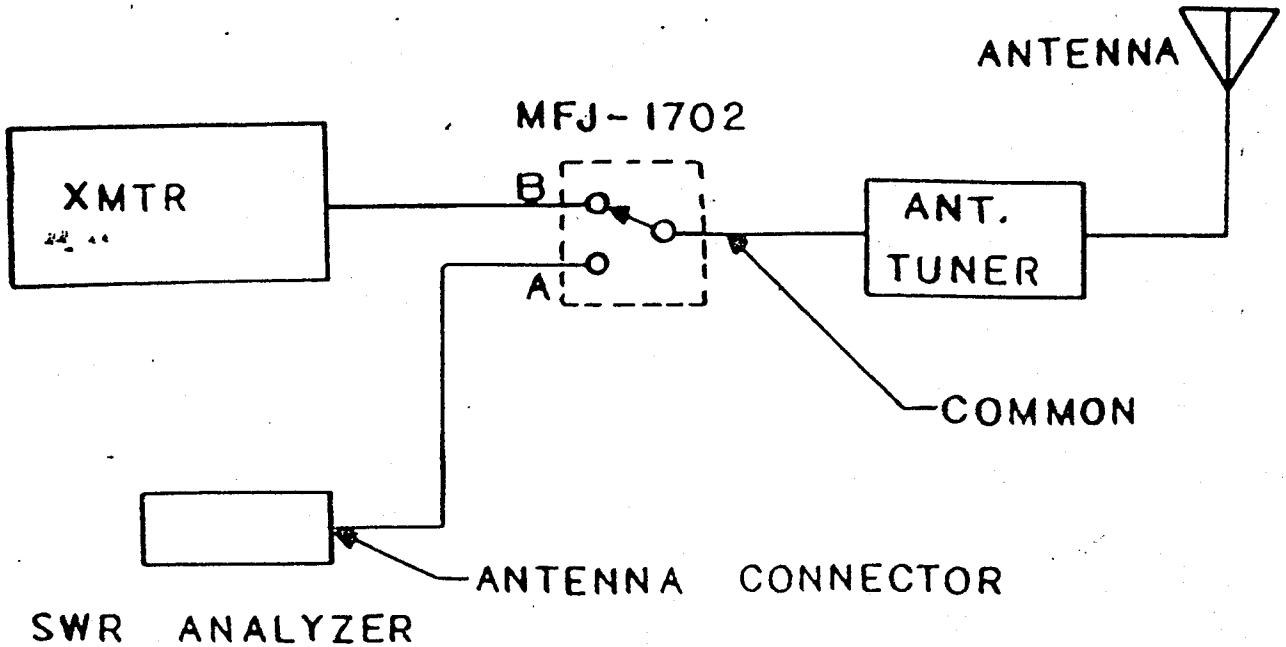 ANTENNA
MFJ-1702
XMTR
B
A
ANT.
TUNER
COMMON
ANTENNA CONNECTOR
SWR ANALYZER